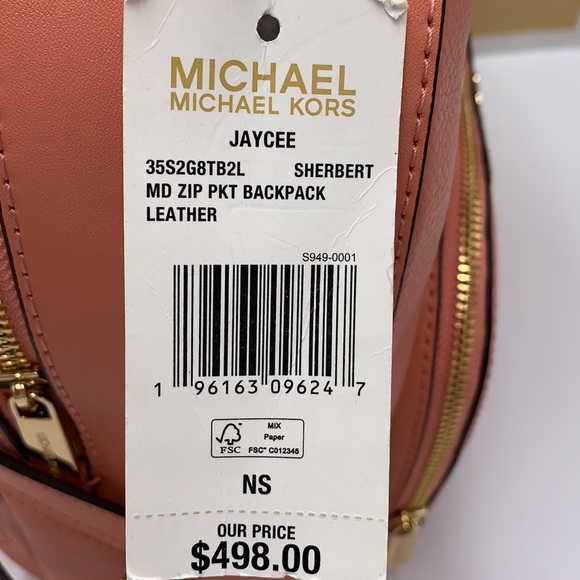 MICHAEL
MICHAEL KORS
JAYCEE
35S2G8TB2L SHERBERT
MD ZIP PKT BACKPACK
LEATHER
S949-0001
1 96163 09624 7
FSC
MIX
Paper
FSC™ C012345
NS
OUR PRICE
$498.00